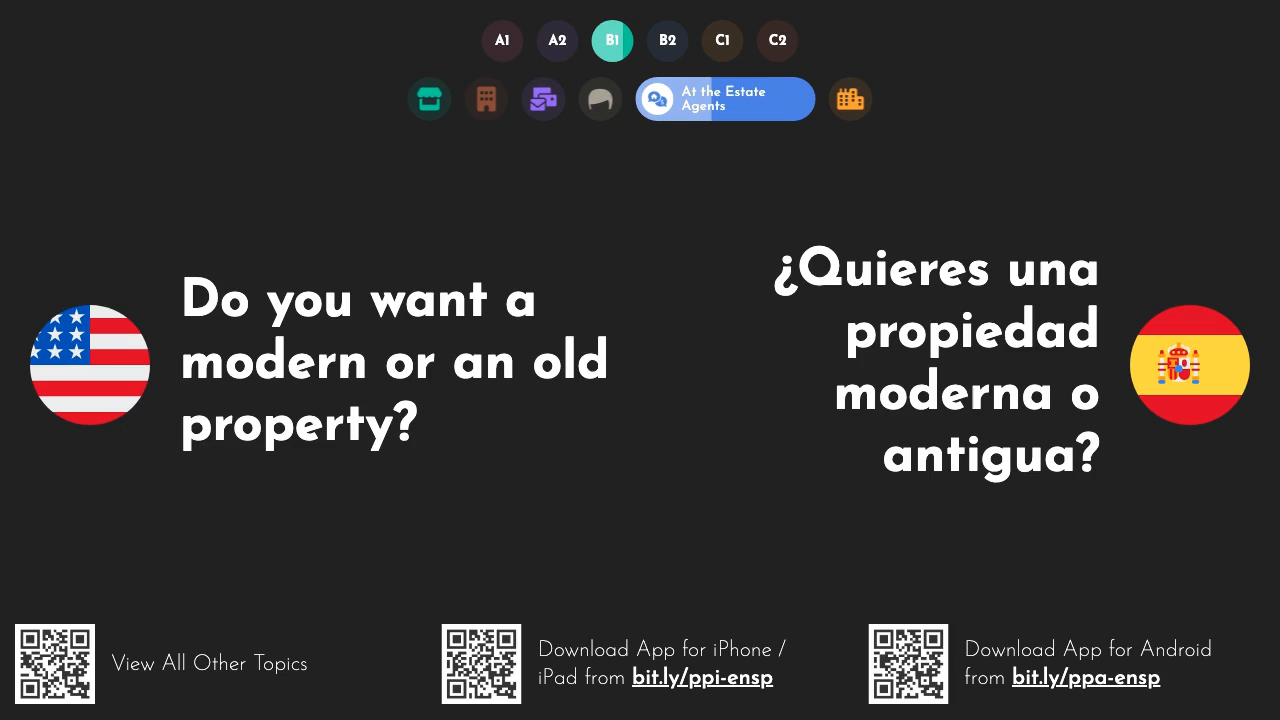 A1 A2 B1 B2 C1 C2
At the Estate
Agents
Do you want a
modern or an old
property?
¿Quieres una
propiedad
moderna o
antigua?
View All Other Topics
Download App for iPhone /
iPad from bit.ly/ppi-ensp
Download App for Android
from bit.ly/ppa-ensp